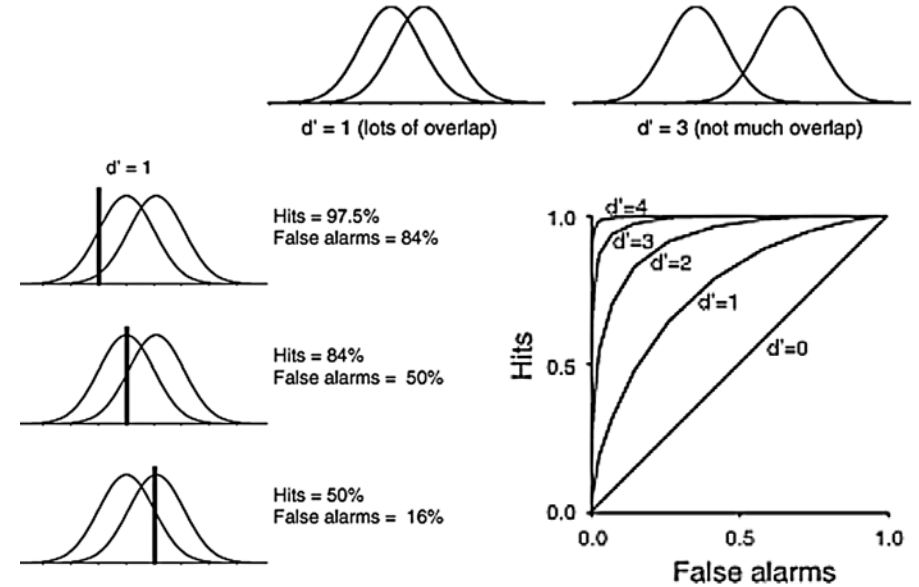 d' = 1 (lots of overlap)
d' = 3 (not much overlap)
d' = 1
Hits = 97.5%
False alarms = 84%
Hits = 84%
False alarms = 50%
Hits = 50%
False alarms = 16%
d'=4
1.0
d'=3
d'=2
d'=1
d'=0
Hits
0.5
0.0
0.0 0.5 1.0
False alarms